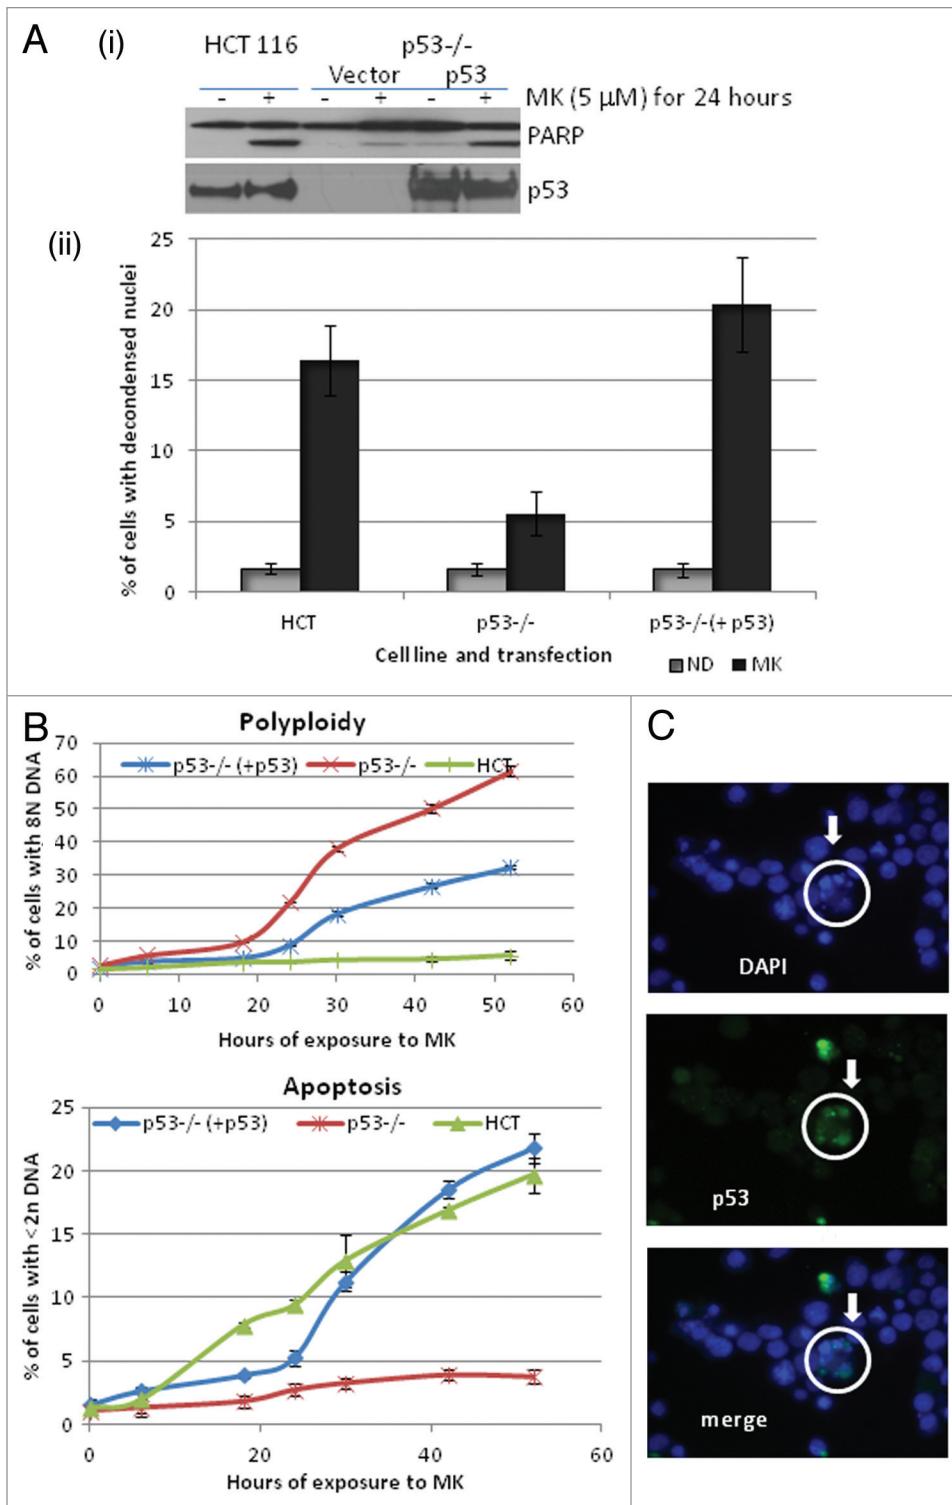 A (i)
HCT 116 p53-/-
Vector p53
- + - + - + MK (5 µM) for 24 hours
PARP
p53
(ii)
% of cells with decondensed nuclei
25
20
15
10
5
0
HCT p53-/- p53-/-(+ p53)
Cell line and transfection
ND MK
B
Polyploidy
p53-/- (+p53) p53-/- HCT
% of cells with 8N DNA
70
60
50
40
30
20
10
0
0 10 20 30 40 50 60
Hours of exposure to MK
Apoptosis
p53-/- (+p53) p53-/- HCT
% of cells with <2n DNA
25
20
15
10
5
0
0 20 40 60
Hours of exposure to MK
C
DAPI
p53
merge